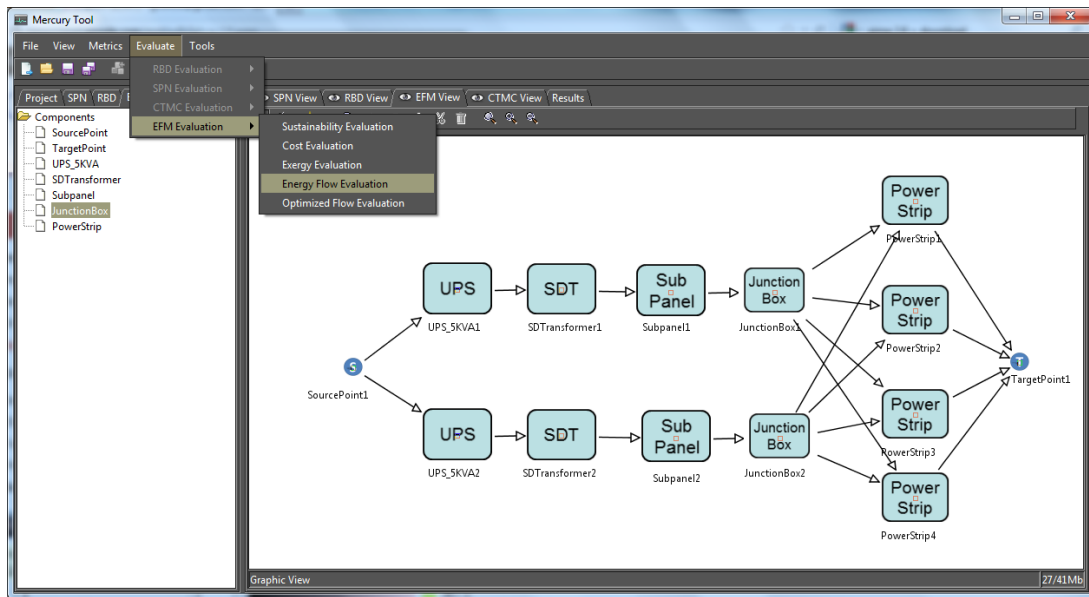 Mercury Tool
File View Metrics Evaluate Tools
RBD Evaluation
SPN Evaluation
CTMC Evaluation
EFM Evaluation
Sustainability Evaluation
Cost Evaluation
Exergy Evaluation
Energy Flow Evaluation
Optimized Flow Evaluation
Project SPN RBD
SPN View RBD View EFM View CTMC View Results
Components
SourcePoint
TargetPoint
UPS_5KVA
SDTransformer
Subpanel
JunctionBox
PowerStrip
Power
Strip
PowerStrip1
UPS SDT Sub
Panel Junction
Box
UPS_5KVA1 SDTransformer1 Subpanel1 JunctionBox1
Power
Strip
PowerStrip2
S
SourcePoint1
T
TargetPoint1
Power
Strip
PowerStrip3
UPS SDT Sub
Panel Junction
Box
UPS_5KVA2 SDTransformer2 Subpanel2 JunctionBox2
Power
Strip
PowerStrip4
Graphic View 27/41Mb